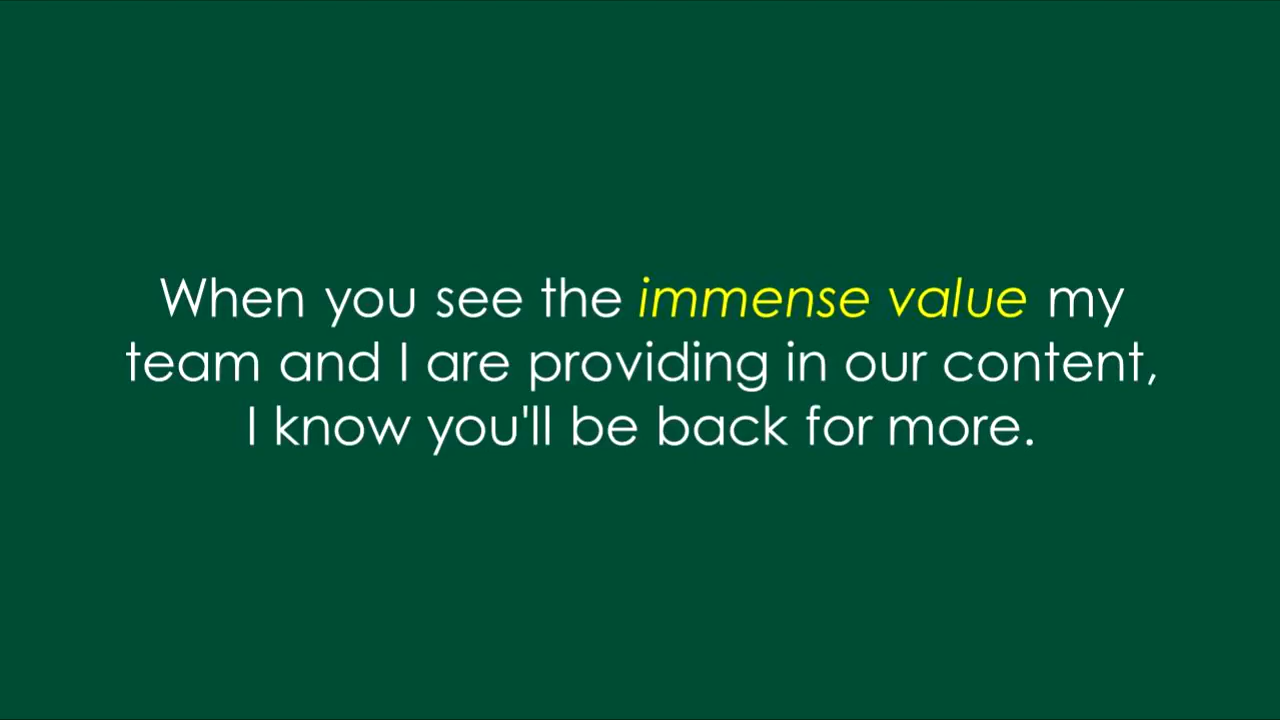 When you see the immense value my
team and I are providing in our content,
I know you'll be back for more.